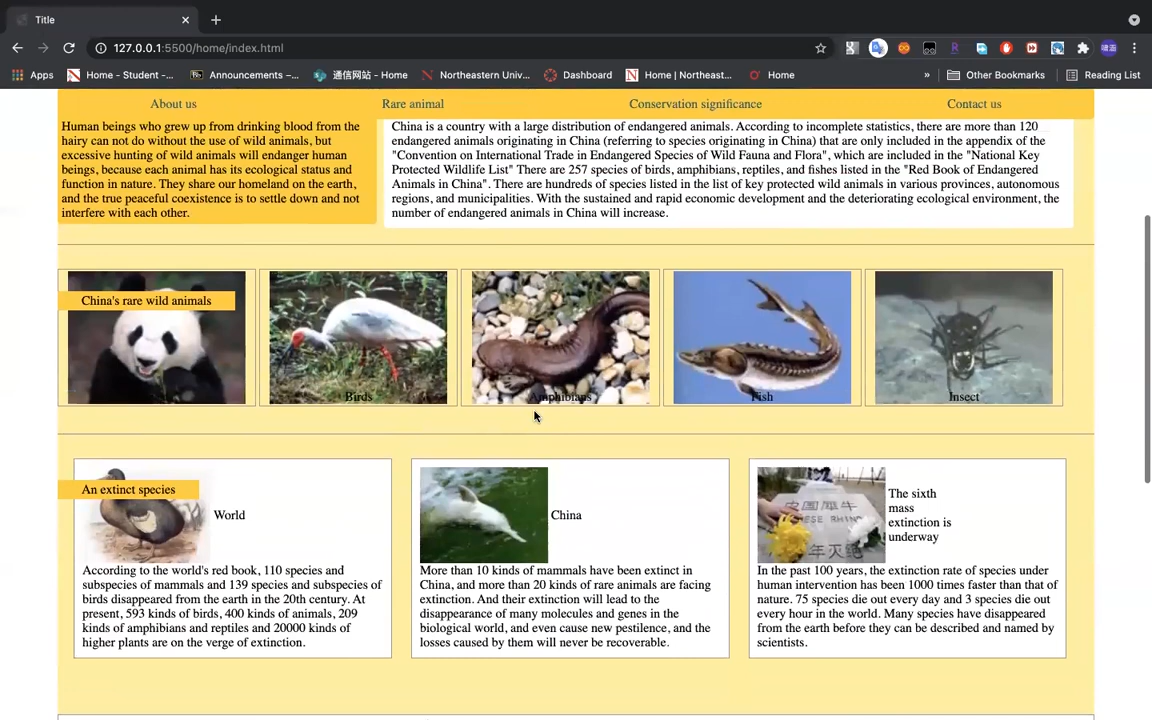 Title
127.0.0.1:5500/home/index.html
Apps
Home - Student -...
Announcements –...
通信网站 - Home
Northeastern Univ...
Dashboard
Home | Northeast...
Home
»
Other Bookmarks
Reading List
About us
Rare animal
Conservation significance
Contact us
Human beings who grew up from drinking blood from the
hairy can not do without the use of wild animals, but
excessive hunting of wild animals will endanger human
beings, because each animal has its ecological status and
function in nature. They share our homeland on the earth,
and the true peaceful coexistence is to settle down and not
interfere with each other.
China is a country with a large distribution of endangered animals. According to incomplete statistics, there are more than 120
endangered animals originating in China (referring to species originating in China) that are only included in the appendix of the
"Convention on International Trade in Endangered Species of Wild Fauna and Flora", which are included in the "National Key
Protected Wildlife List" There are 257 species of birds, amphibians, reptiles, and fishes listed in the "Red Book of Endangered
Animals in China". There are hundreds of species listed in the list of key protected wild animals in various provinces, autonomous
regions, and municipalities. With the sustained and rapid economic development and the deteriorating ecological environment, the
number of endangered animals in China will increase.
China's rare wild animals
Birds
Amphibians
Fish
Insect
An extinct species
World
According to the world's red book, 110 species and
subspecies of mammals and 139 species and subspecies of
birds disappeared from the earth in the 20th century. At
present, 593 kinds of birds, 400 kinds of animals, 209
kinds of amphibians and reptiles and 20000 kinds of
higher plants are on the verge of extinction.
China
More than 10 kinds of mammals have been extinct in
China, and more than 20 kinds of rare animals are facing
extinction. And their extinction will lead to the
disappearance of many molecules and genes in the
biological world, and even cause new pestilence, and the
losses caused by them will never be recoverable.
The sixth
mass
extinction is
underway
In the past 100 years, the extinction rate of species under
human intervention has been 1000 times faster than that of
nature. 75 species die out every day and 3 species die out
every hour in the world. Many species have disappeared
from the earth before they can be described and named by
scientists.